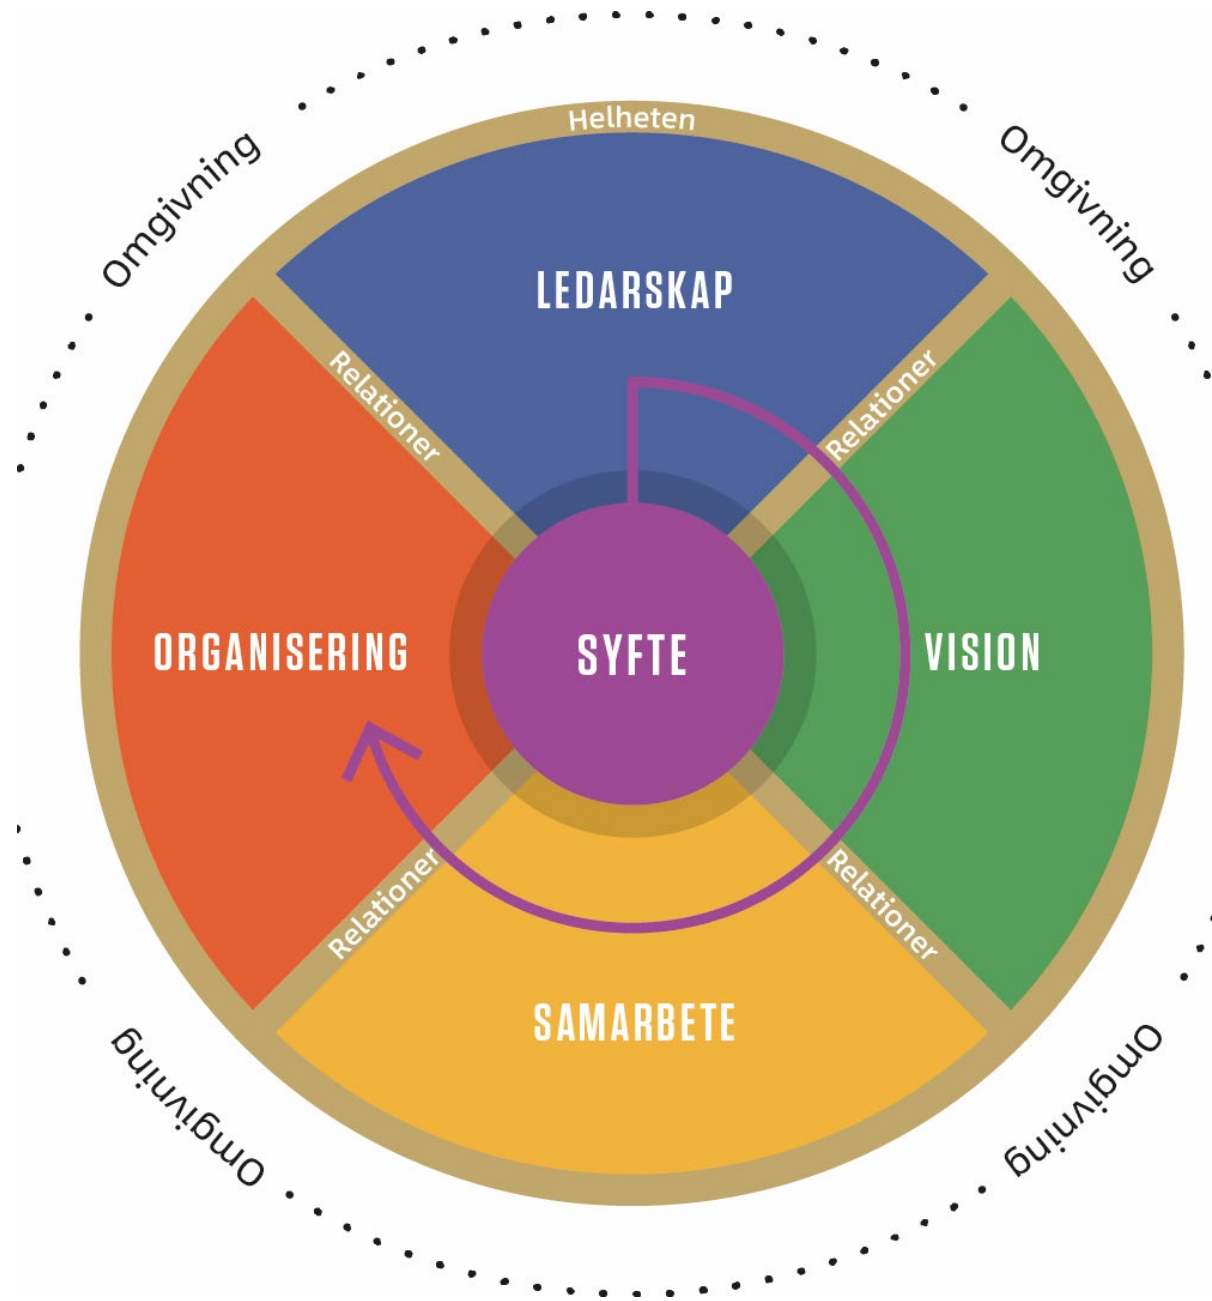 Helheten
Omgivning
Omgivning
LEDARSKAP
Relationer
Relationer
ORGANISERING
SYFTE
VISION
Relationer
Relationer
SAMARBETE
Omgivning
Omgivning